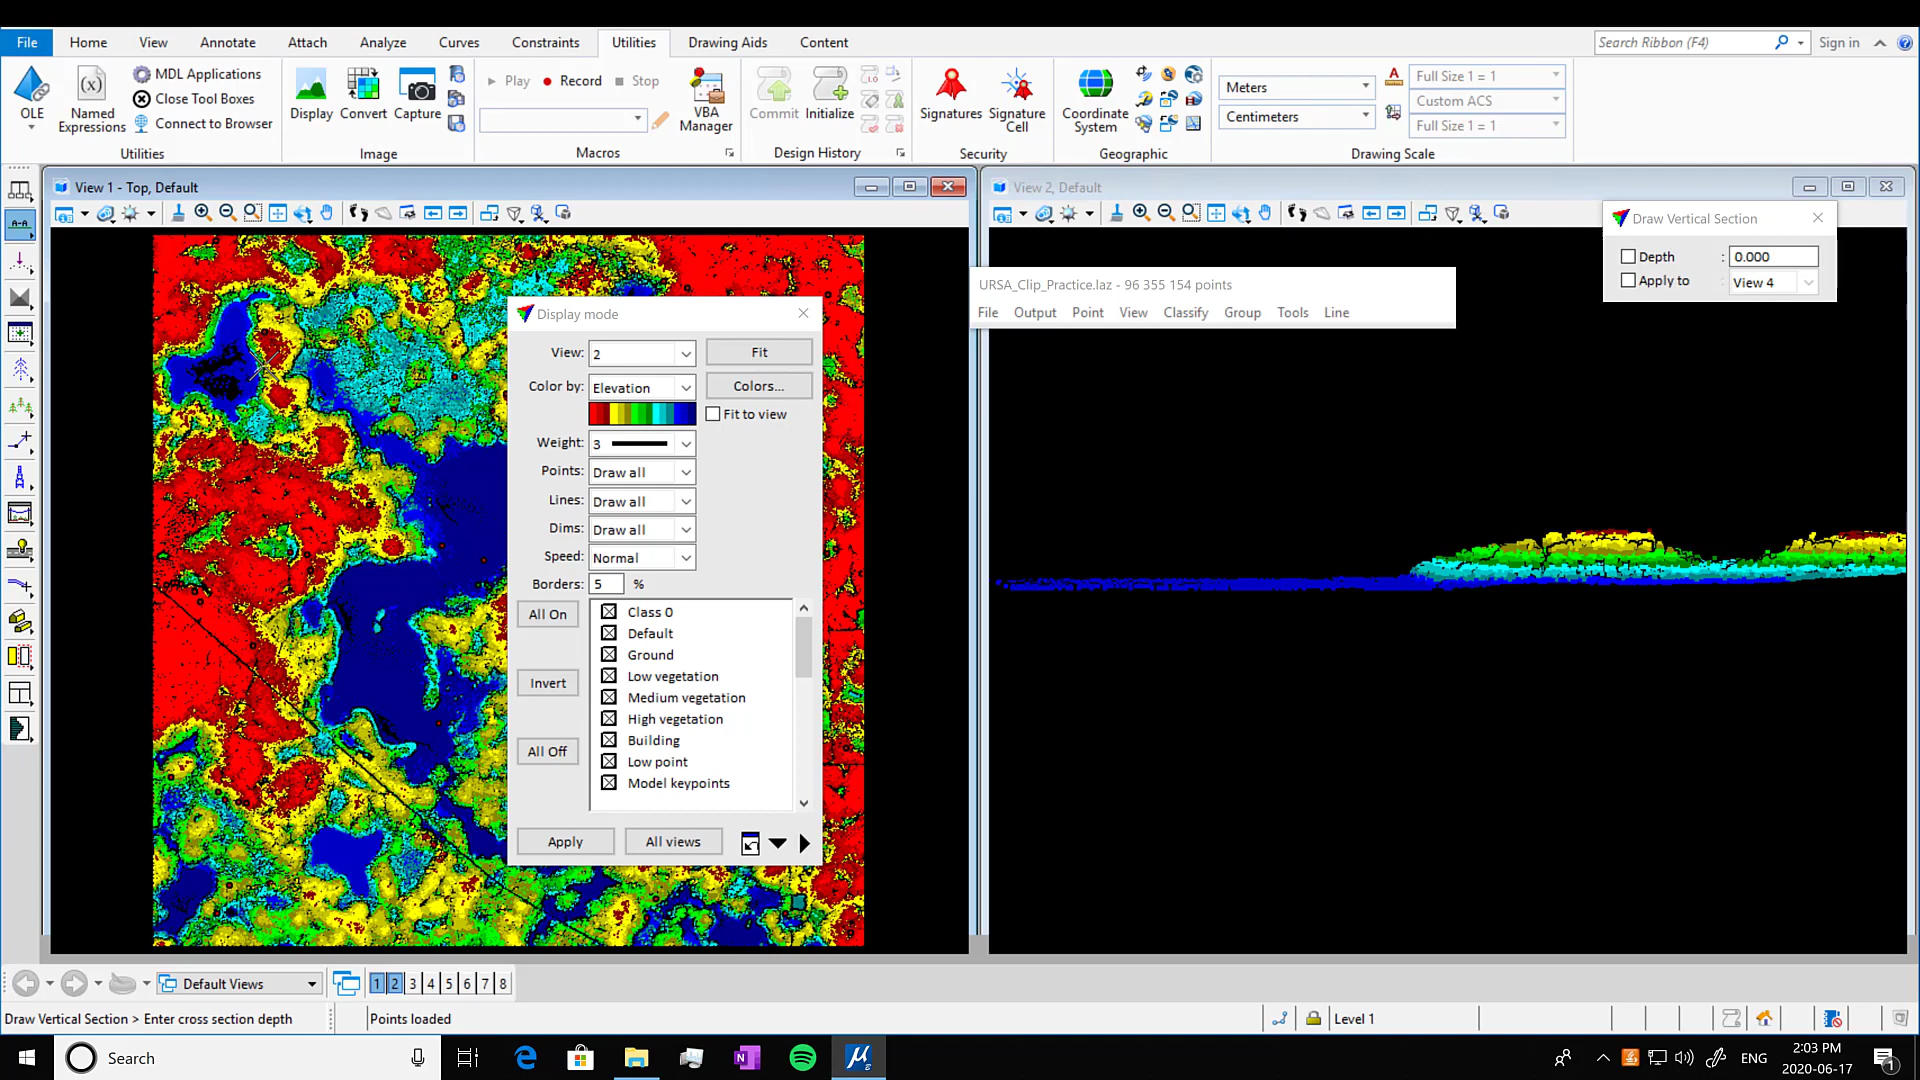 File Home View Annotate Attach Analyze Curves Constraints Utilities Drawing Aids Content Search Ribbon (F4) Sign in
OLE
Named Expressions
MDL Applications
Close Tool Boxes
Connect to Browser
Utilities
Display Convert Capture
Image
Play Record Stop
VBA Manager
Macros
Commit Initialize
Design History
Signatures Signature Cell
Security
Coordinate System
Geographic
Meters
Centimeters
Full Size 1 = 1
Custom ACS
Full Size 1 = 1
Drawing Scale
View 1 - Top, Default
View 2, Default
Draw Vertical Section
Depth : 0.000
Apply to : View 4
URSA_Clip_Practice.laz - 96 355 154 points
File Output Point View Classify Group Tools Line
Display mode
View: 2 Fit
Color by: Elevation Colors...
Fit to view
Weight: 3
Points: Draw all
Lines: Draw all
Dims: Draw all
Speed: Normal
Borders: 5 %
All On
Invert
All Off
Class 0
Default
Ground
Low vegetation
Medium vegetation
High vegetation
Building
Low point
Model keypoints
Apply All views
Default Views 1 2 3 4 5 6 7 8
Draw Vertical Section > Enter cross section depth Points loaded Level 1
Search
ENG
2:03 PM
2020-06-17
1